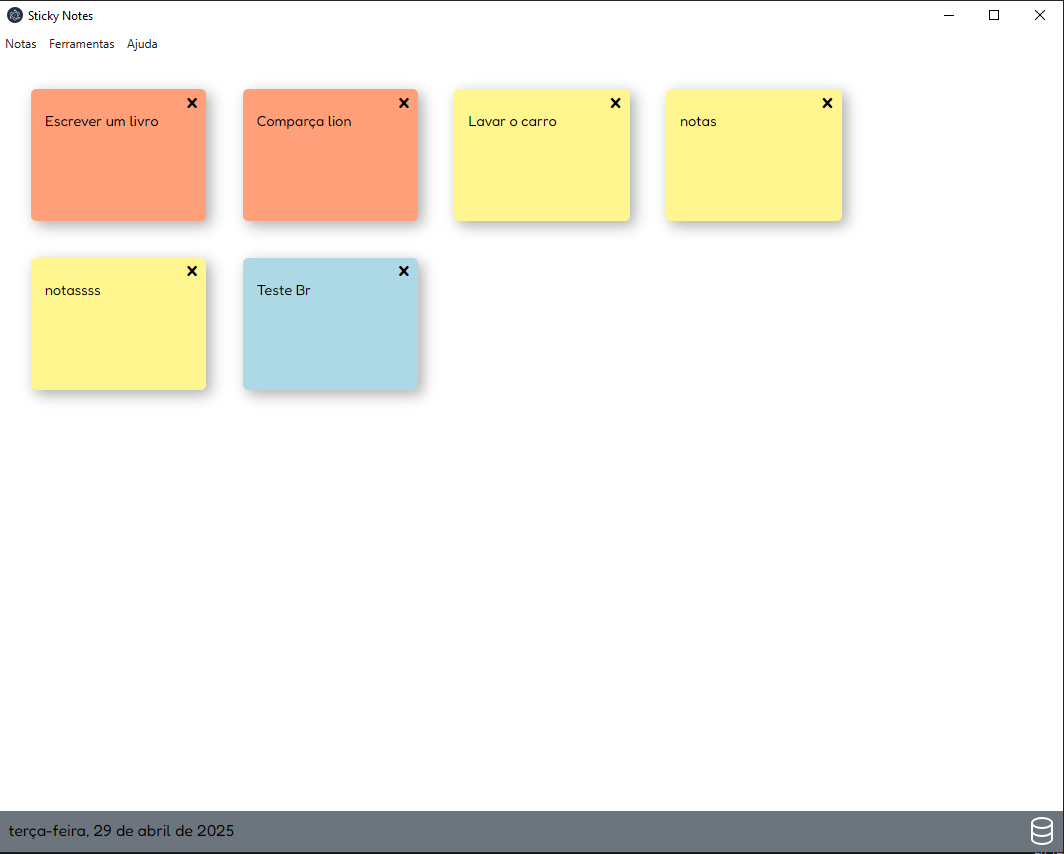 Sticky Notes
Notas Ferramentas Ajuda
Escrever um livro
Comparça lion
Lavar o carro
notas
notassss
Teste Br
terça-feira, 29 de abril de 2025